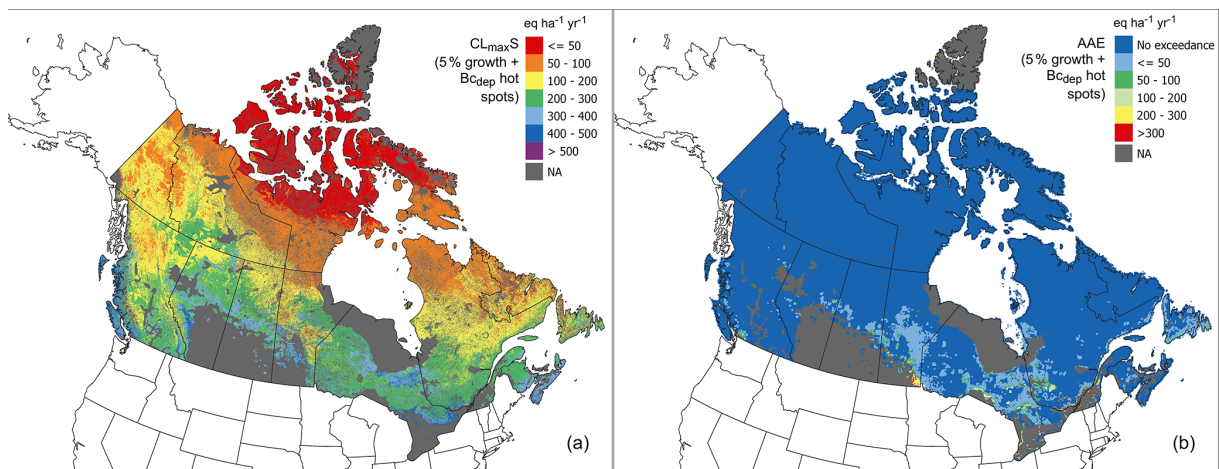 eq ha⁻¹ yr⁻¹
CLmaxS
(5 % growth +
Bcdep hot
spots)
<= 50
50 - 100
100 - 200
200 - 300
300 - 400
400 - 500
> 500
NA
(a)
eq ha⁻¹ yr⁻¹
AAE
(5 % growth +
Bcdep hot
spots)
No exceedance
<= 50
50 - 100
100 - 200
200 - 300
>300
NA
(b)